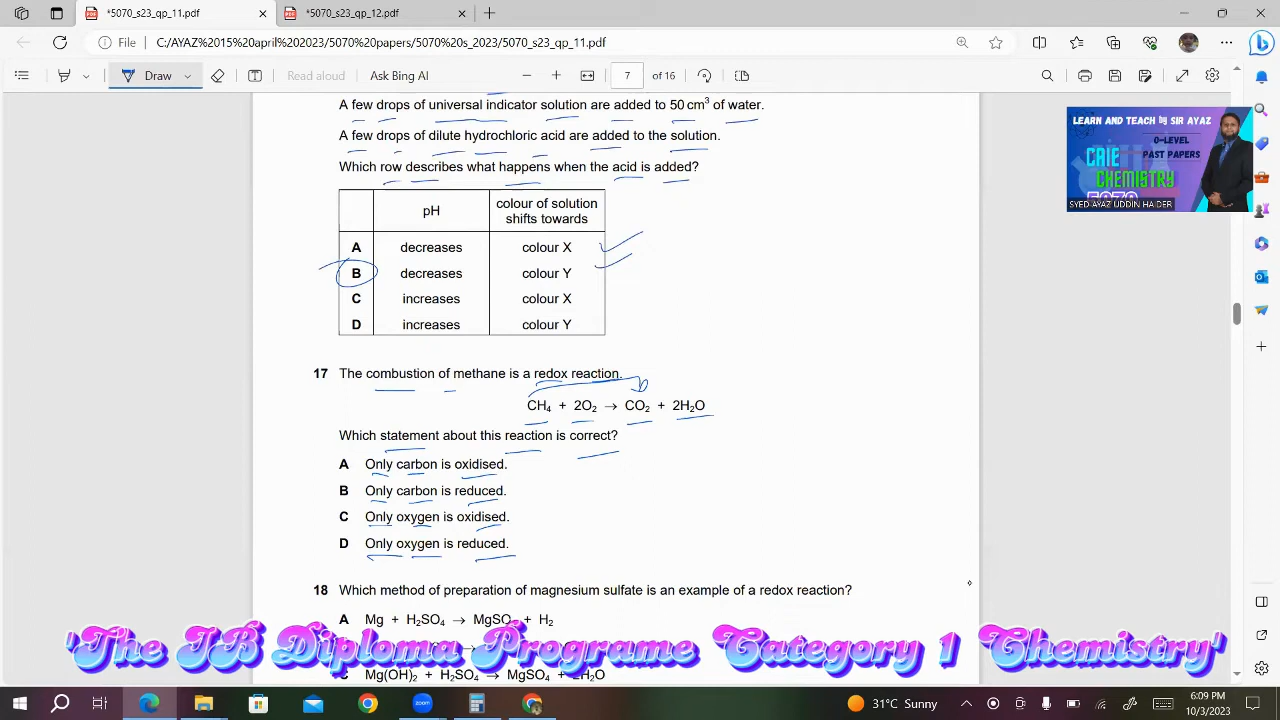 *5070_s23_qp_11.pdf
*5070_s23_qp_12.pdf
File C:/AYAZ%2015%20april%202023/5070%20papers/5070%20s_2023/5070_s23_qp_11.pdf
Draw
Read aloud
Ask Bing AI
7 of 16
A few drops of universal indicator solution are added to 50 cm³ of water.
A few drops of dilute hydrochloric acid are added to the solution.
Which row describes what happens when the acid is added?
pH colour of solution
shifts towards
A decreases colour X
B decreases colour Y
C increases colour X
D increases colour Y
17 The combustion of methane is a redox reaction.
CH₄ + 2O₂ → CO₂ + 2H₂O
Which statement about this reaction is correct?
A Only carbon is oxidised.
B Only carbon is reduced.
C Only oxygen is oxidised.
D Only oxygen is reduced.
18 Which method of preparation of magnesium sulfate is an example of a redox reaction?
A Mg + H₂SO₄ → MgSO₄ + H₂
Mg(OH)₂ + H₂SO₄ → MgSO₄ + 2H₂O
'The IB Diploma Programe Category 1 Chemistry'
LEARN AND TEACH by SIR AYAZ
O-LEVEL
PAST PAPERS
CAIE
CHEMISTRY
5070
SYED AYAZ UDDIN HAIDER
zoom
31°C Sunny
6:09 PM
10/3/2023